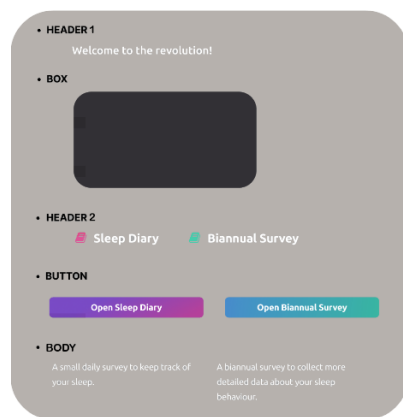 • HEADER 1
Welcome to the revolution!
• BOX
• HEADER 2
Sleep Diary Biannual Survey
• BUTTON
Open Sleep Diary Open Biannual Survey
• BODY
A small daily survey to keep track of
your sleep.
A biannual survey to collect more
detailed data about your sleep
behaviour.